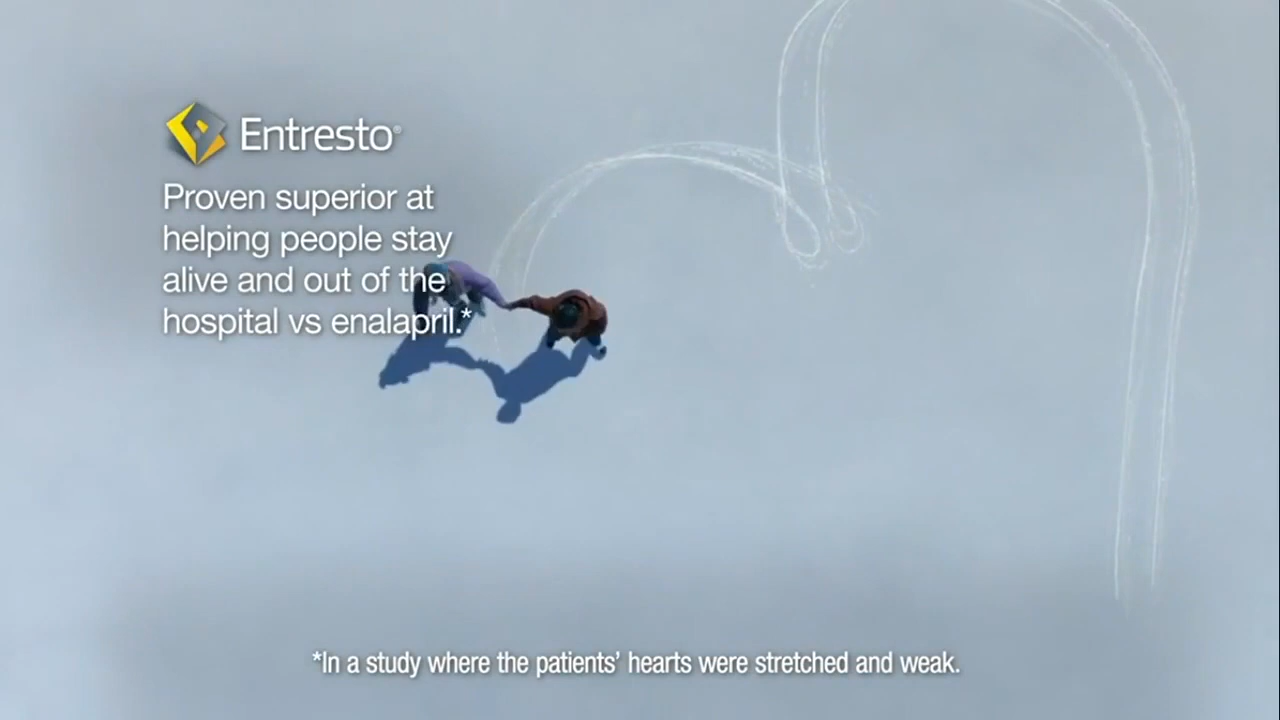 Entresto®
Proven superior at
helping people stay
alive and out of the
hospital vs enalapril.*
*In a study where the patients' hearts were stretched and weak.